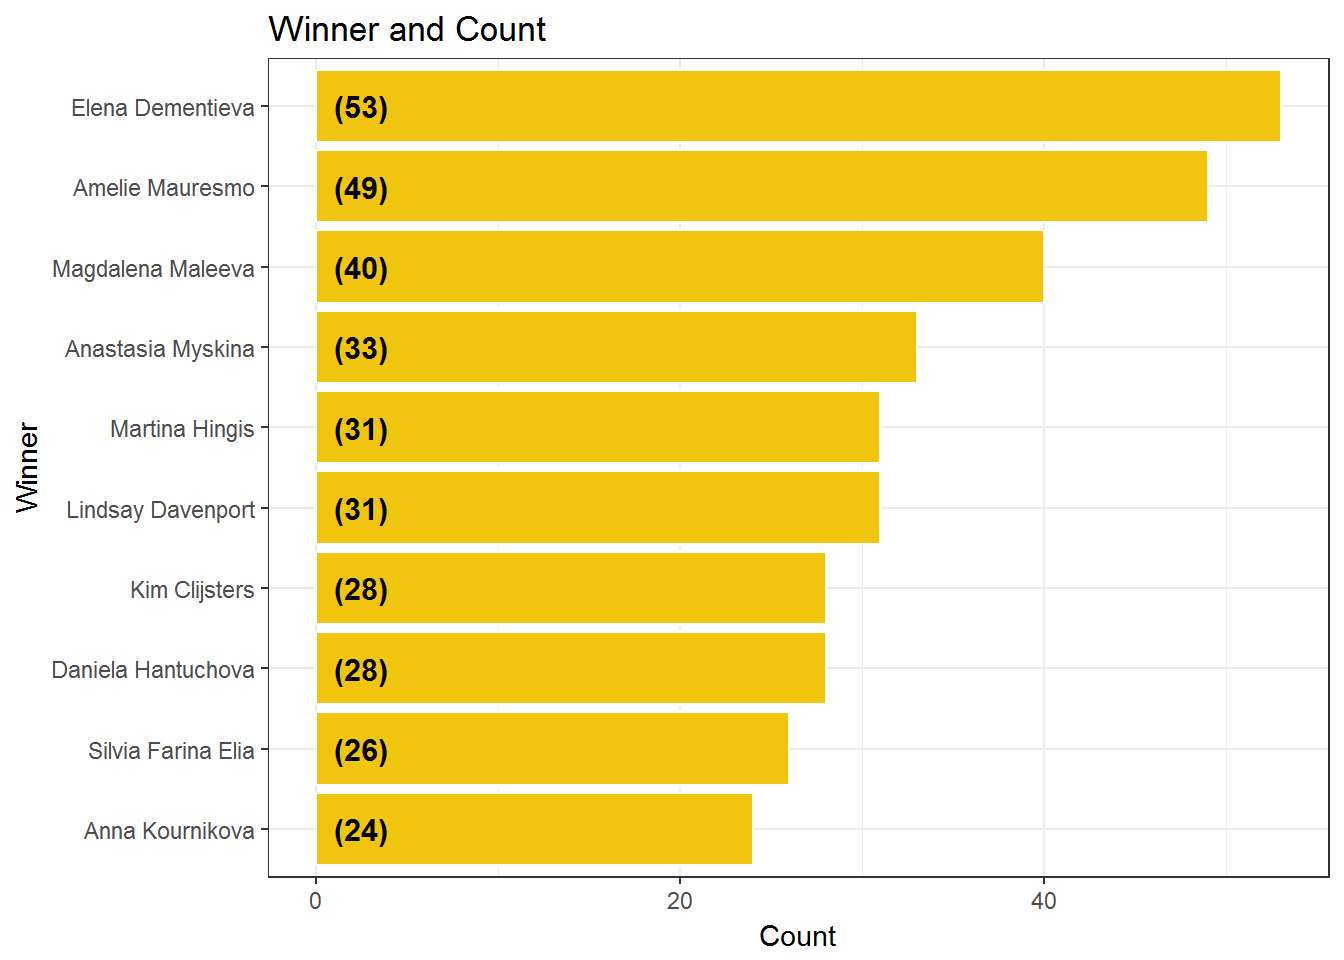 Winner and Count
Elena Dementieva (53)
Amelie Mauresmo (49)
Magdalena Maleeva (40)
Anastasia Myskina (33)
Martina Hingis (31)
Lindsay Davenport (31)
Kim Clijsters (28)
Daniela Hantuchova (28)
Silvia Farina Elia (26)
Anna Kournikova (24)
Winner
0 20 40
Count